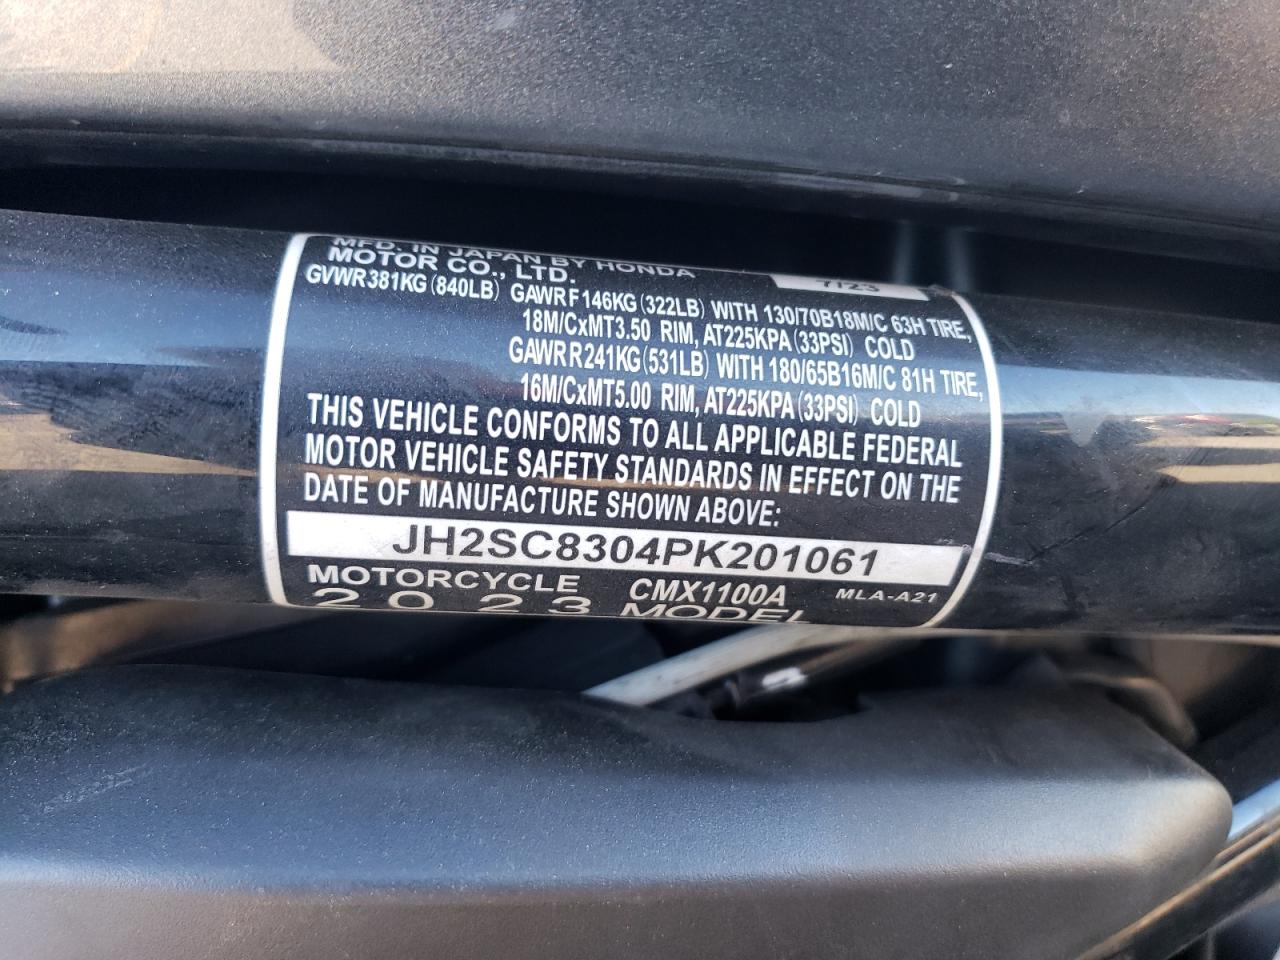 MFD. IN JAPAN BY HONDA
MOTOR CO., LTD. 7/23
GVWR381KG (840LB) GAWR F146KG (322LB) WITH 130/70B18M/C 63H TIRE,
18M/CxMT3.50 RIM, AT225KPA (33PSI) COLD
GAWR R241KG (531LB) WITH 180/65B16M/C 81H TIRE,
16M/CxMT5.00 RIM, AT225KPA (33PSI) COLD
THIS VEHICLE CONFORMS TO ALL APPLICABLE FEDERAL
MOTOR VEHICLE SAFETY STANDARDS IN EFFECT ON THE
DATE OF MANUFACTURE SHOWN ABOVE:
JH2SC8304PK201061
MOTORCYCLE CMX1100A MLA-A21
2023 MODEL